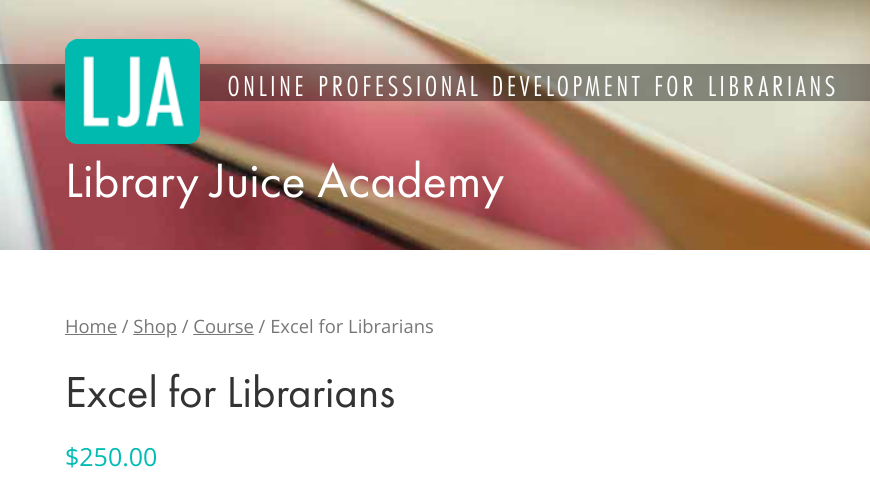 LJA
ONLINE PROFESSIONAL DEVELOPMENT FOR LIBRARIANS
Library Juice Academy
Home / Shop / Course / Excel for Librarians
Excel for Librarians
$250.00